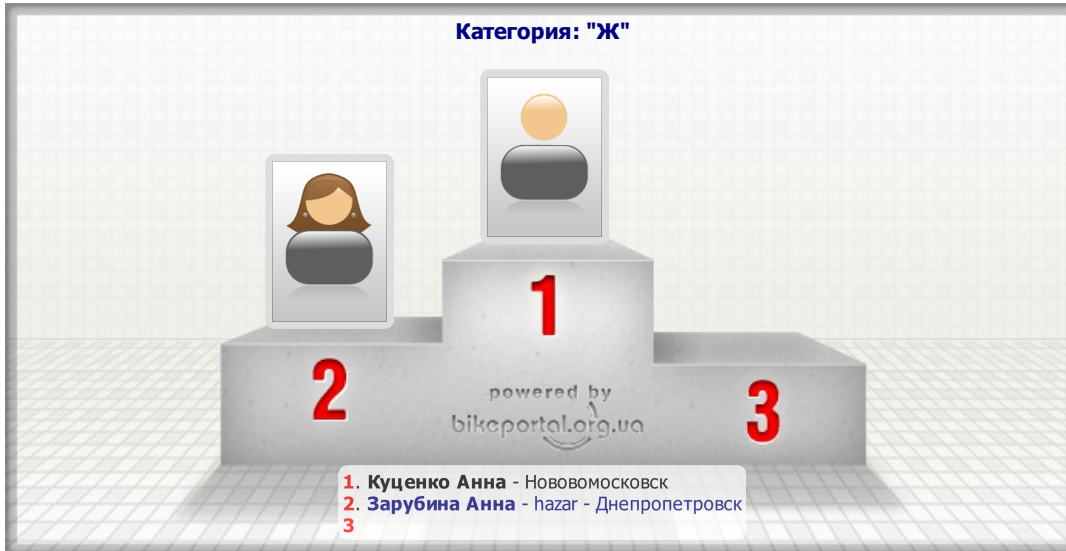 Категория: "Ж"
1
2
3
powered by
bikeportal.org.ua
1. Куценко Анна - Нововомосковск
2. Зарубина Анна - hazar - Днепропетровск
3